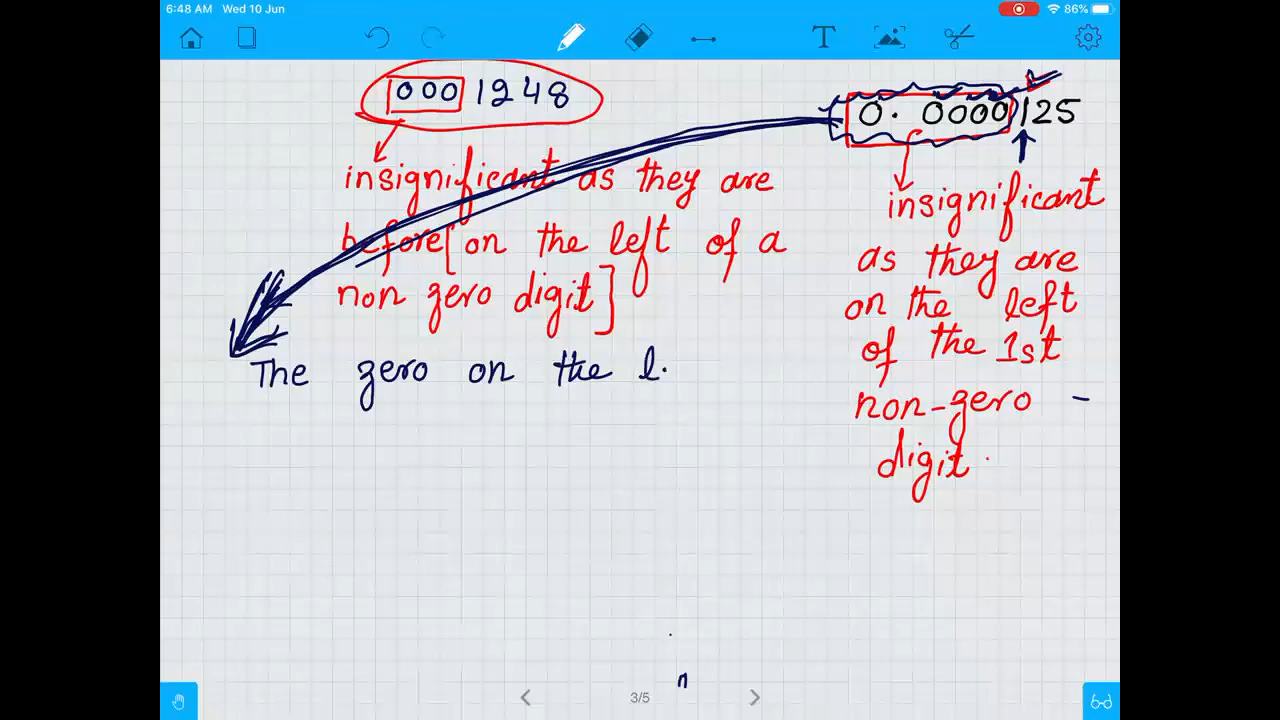 6:48 AM Wed 10 Jun
86%
T
000 1248
insignificant as they are
before [on the left of a
non zero digit]
0. 0000125
insignificant
as they are
on the left
of the 1st
non-zero -
digit.
The zero on the l.
3/5